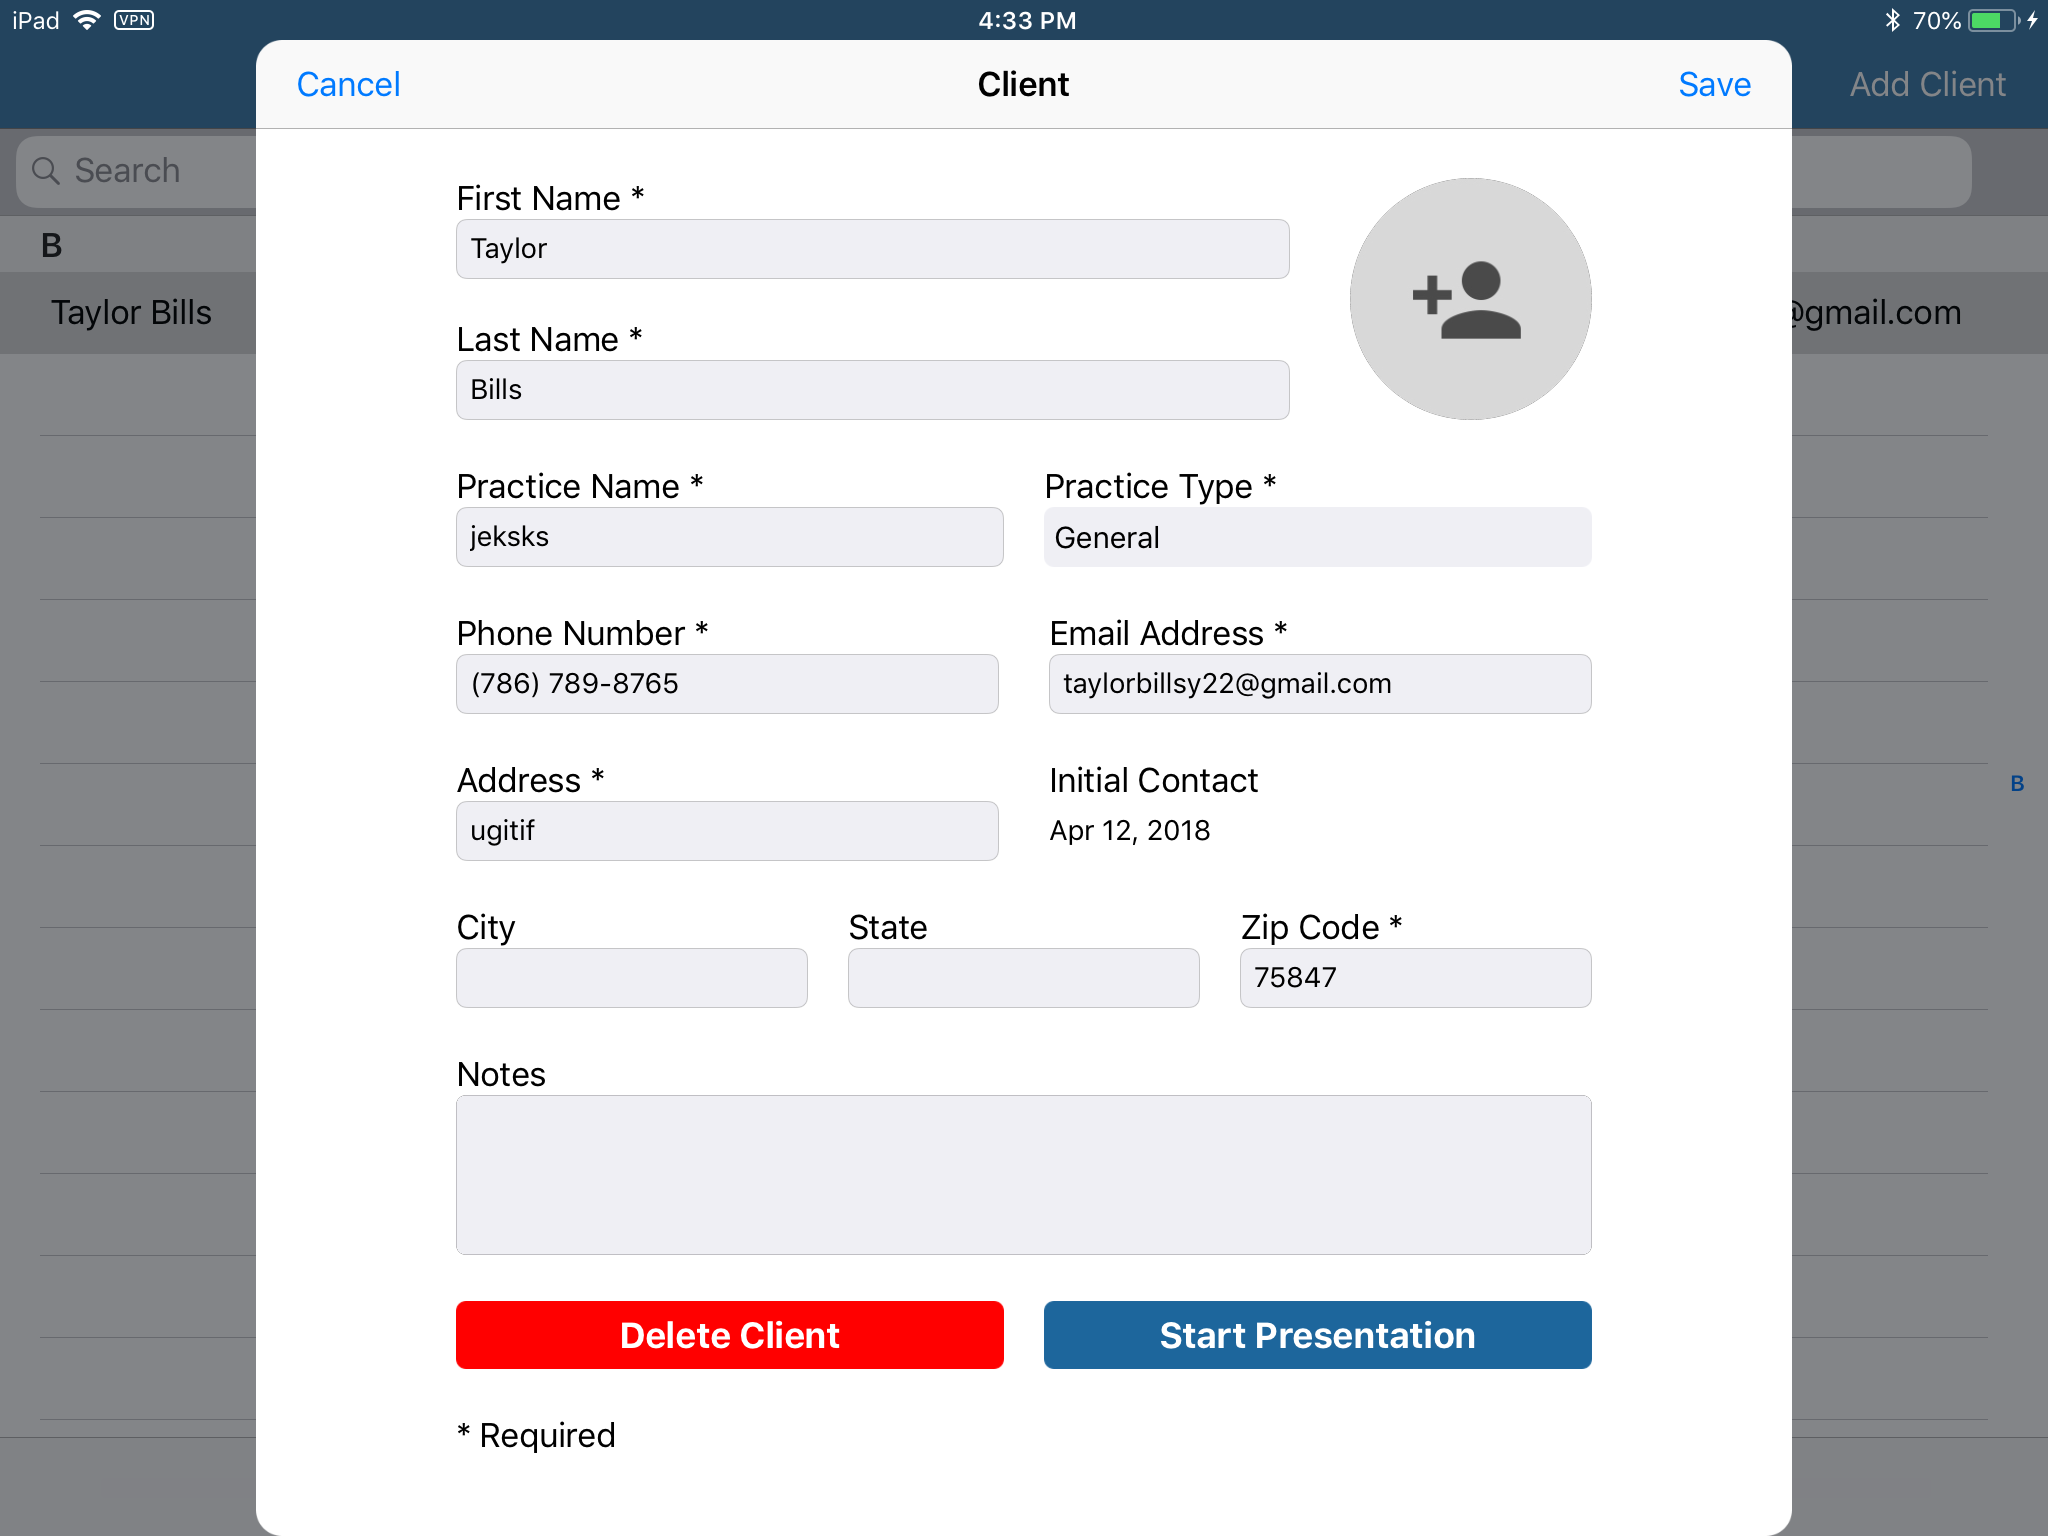 iPad VPN 4:33 PM 70%
Cancel Client Save Add Client
Search
B
Taylor Bills @gmail.com
First Name *
Taylor
Last Name *
Bills
Practice Name * Practice Type *
jeksks General
Phone Number * Email Address *
(786) 789-8765 taylorbillsy22@gmail.com
Address * Initial Contact
ugitif Apr 12, 2018
B
City State Zip Code *
75847
Notes
Delete Client Start Presentation
* Required